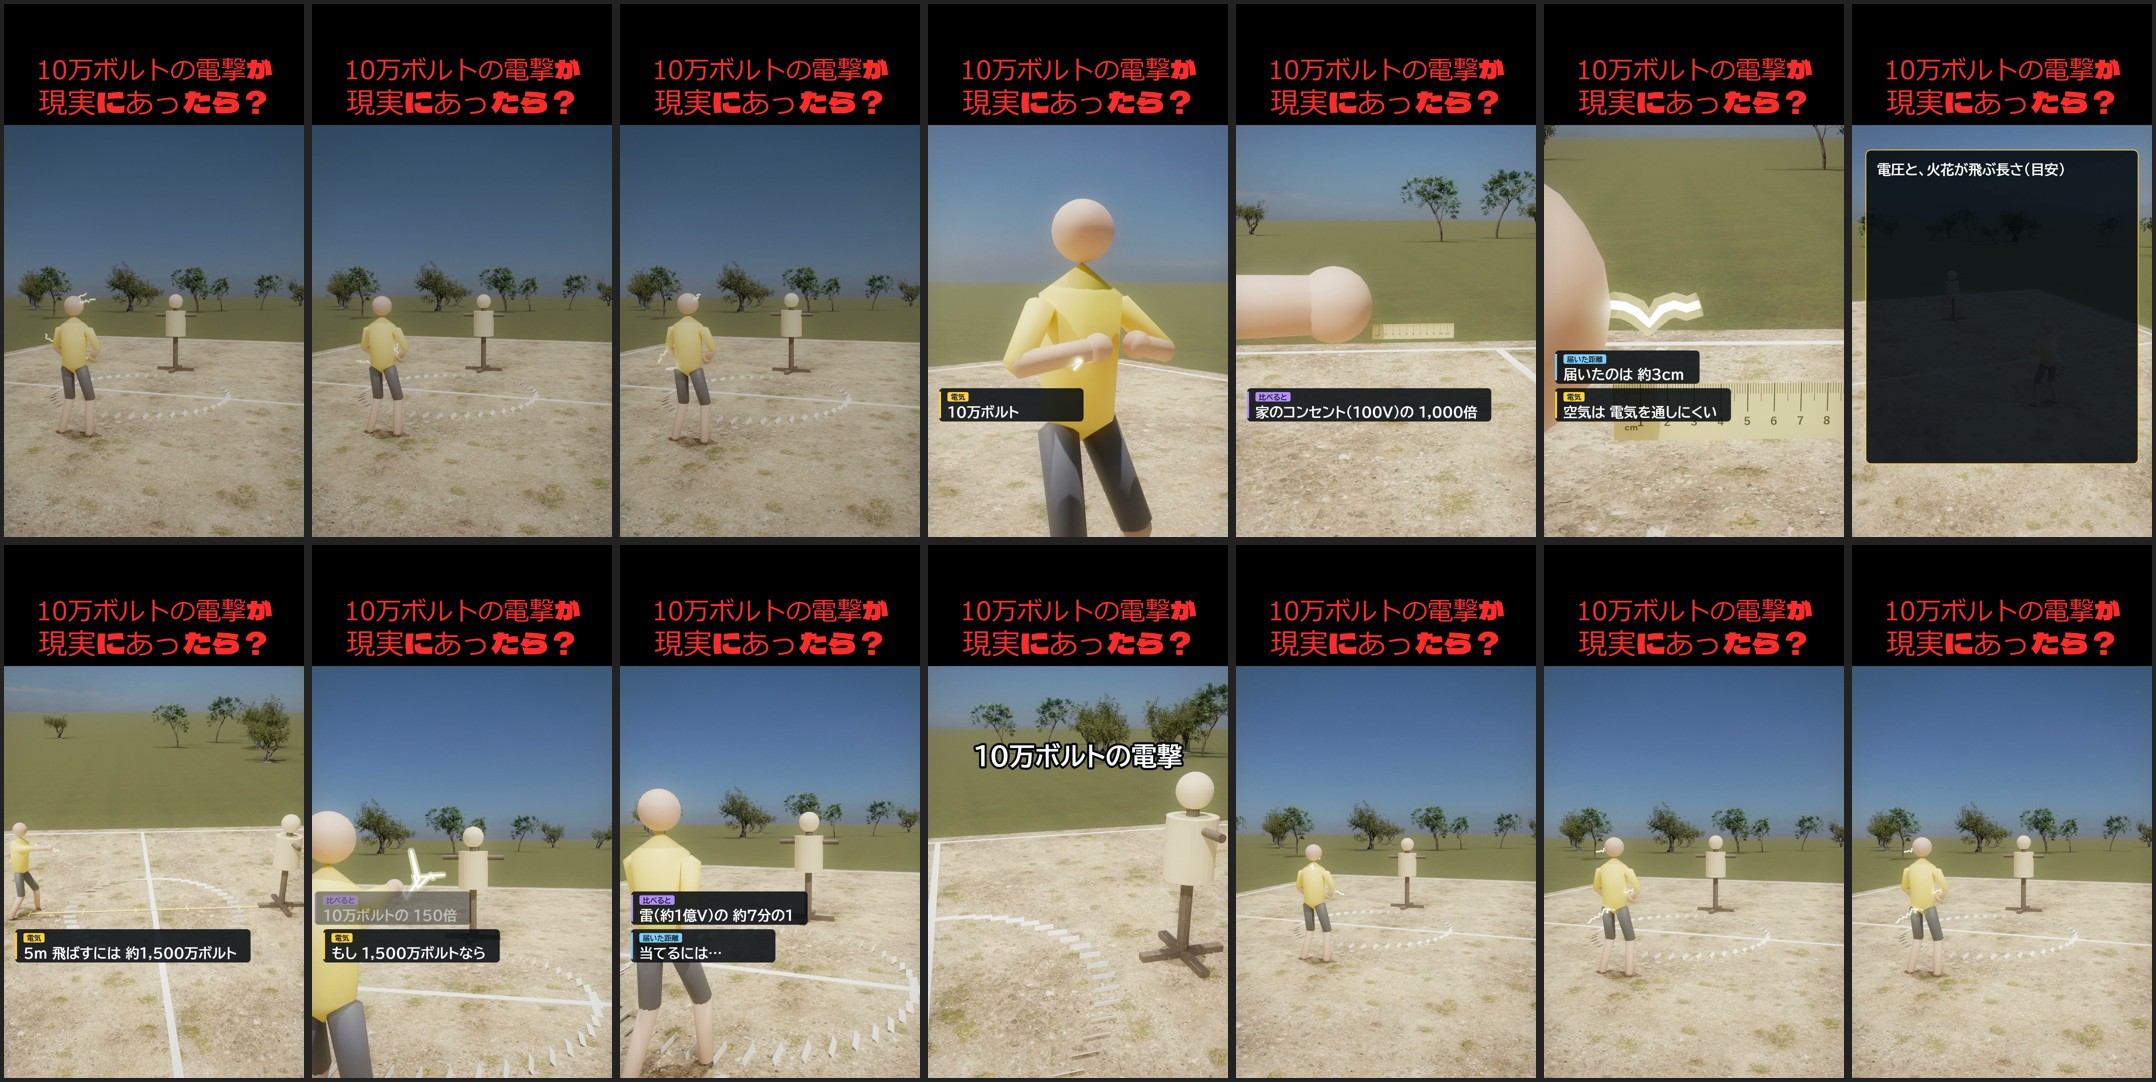 10万ボルトの電撃が
現実にあったら？
10万ボルトの電撃が
現実にあったら？
10万ボルトの電撃が
現実にあったら？
10万ボルトの電撃が
現実にあったら？
電気
10万ボルト
10万ボルトの電撃が
現実にあったら？
比べると
家のコンセント(100V)の 1,000倍
10万ボルトの電撃が
現実にあったら？
届いた距離
届いたのは 約3cm
電気
空気は 電気を通しにくい
cm 1 2 3 4 5 6 7 8
10万ボルトの電撃が
現実にあったら？
電圧と、火花が飛ぶ長さ(目安)
10万ボルトの電撃が
現実にあったら？
電気
5m 飛ばすには 約1,500万ボルト
10万ボルトの電撃が
現実にあったら？
比べると
10万ボルトの 150倍
電気
もし 1,500万ボルトなら
10万ボルトの電撃が
現実にあったら？
比べると
雷(約1億V)の 約7分の1
届いた距離
当てるには…
10万ボルトの電撃が
現実にあったら？
10万ボルトの電撃
10万ボルトの電撃が
現実にあったら？
10万ボルトの電撃が
現実にあったら？
10万ボルトの電撃が
現実にあったら？